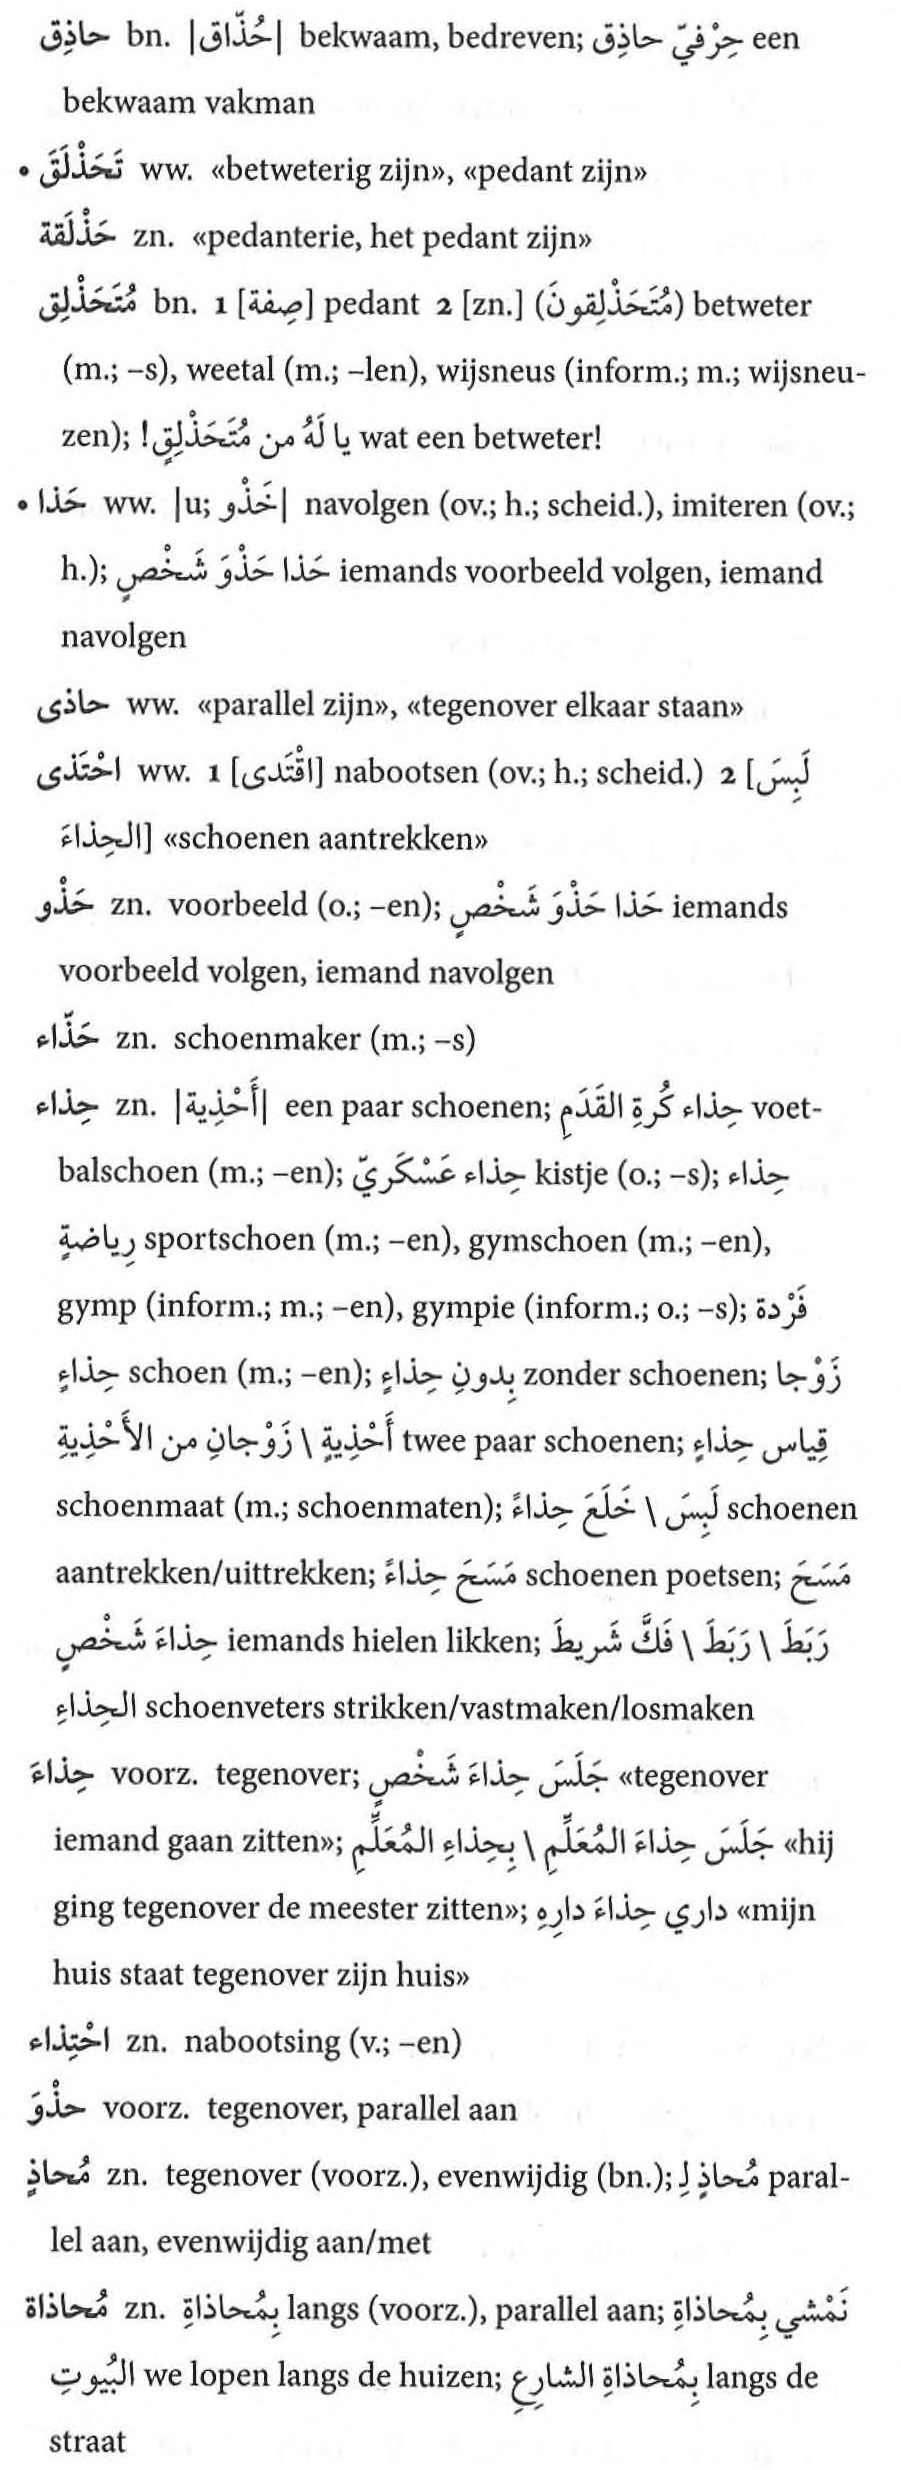 حاذِق bn. |حُذّاق| bekwaam, bedreven; حِرْفيّ حاذِق een
bekwaam vakman
• تَحَذْلَقَ ww. «betweterig zijn», «pedant zijn»
حَذْلَقة zn. «pedanterie, het pedant zijn»
مُتَحَذْلِق bn. 1 [صِفة] pedant 2 [zn.] (مُتَحَذْلِقونَ) betweter
(m.; –s), weetal (m.; –len), wijsneus (inform.; m.; wijsneu-
zen); يا لَهُ من مُتَحَذْلِقٍ! wat een betweter!
• حَذا ww. |u; حَذْو| navolgen (ov.; h.; scheid.), imiteren (ov.;
h.); حَذا حَذْوَ شَخْصٍ iemands voorbeeld volgen, iemand
navolgen
حاذى ww. «parallel zijn», «tegenover elkaar staan»
احْتَذى ww. 1 [اقْتَدى] nabootsen (ov.; h.; scheid.) 2 [لَبِسَ
الحِذاءَ] «schoenen aantrekken»
حَذْو zn. voorbeeld (o.; –en); حَذا حَذْوَ شَخْصٍ iemands
voorbeeld volgen, iemand navolgen
حَذّاء zn. schoenmaker (m.; –s)
حِذاء zn. |أَحْذِية| een paar schoenen; حِذاء كُرةِ القَدَمِ voet-
balschoen (m.; –en); حِذاء عَسْكَريّ kistje (o.; –s); حِذاء
رِياضةٍ sportschoen (m.; –en), gymschoen (m.; –en),
gymp (inform.; m.; –en), gympie (inform.; o.; –s); فَرْدة
حِذاءٍ schoen (m.; –en); بِدونِ حِذاءٍ zonder schoenen; زَوْجا
أَحْذِيةٍ \ زَوْجانِ من الأَحْذِيةِ twee paar schoenen; قِياس حِذاءٍ
schoenmaat (m.; schoenmaten); لَبِسَ \ خَلَعَ حِذاءً schoenen
aantrekken/uittrekken; مَسَحَ حِذاءً schoenen poetsen; مَسَحَ
حِذاءَ شَخْصٍ iemands hielen likken; رَبَطَ \ رَبَطَ \ فَكَّ شَريطَ
الحِذاءِ schoenveters strikken/vastmaken/losmaken
حِذاءَ voorz. tegenover; جَلَسَ حِذاءَ شَخْصٍ «tegenover
iemand gaan zitten»; جَلَسَ حِذاءَ المُعَلِّمِ \ بِحِذاءِ المُعَلِّمِ «hij
ging tegenover de meester zitten»; داري حِذاءَ دارِهِ «mijn
huis staat tegenover zijn huis»
احْتِذاء zn. nabootsing (v.; –en)
حذْوَ voorz. tegenover, parallel aan
مُحاذٍ zn. tegenover (voorz.), evenwijdig (bn.); مُحاذٍ لِ paral-
lel aan, evenwijdig aan/met
مُحاذاة zn. بِمُحاذاةِ langs (voorz.), parallel aan; نَمْشي بِمُحاذاةِ
البُيوتِ we lopen langs de huizen; بِمُحاذاةِ الشارِعِ langs de
straat